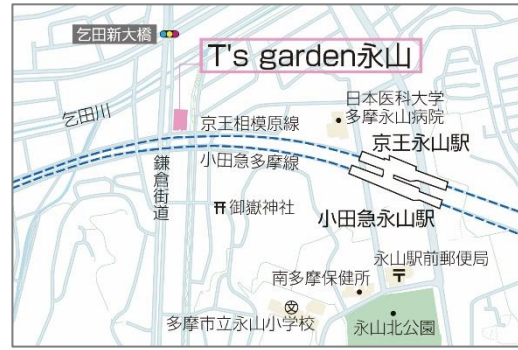 乞田新大橋
T's garden永山
乞田川
日本医科大学
多摩永山病院
京王相模原線
京王永山駅
小田急多摩線
鎌倉街道
御嶽神社
小田急永山駅
永山駅前郵便局
南多摩保健所
多摩市立永山小学校
永山北公園